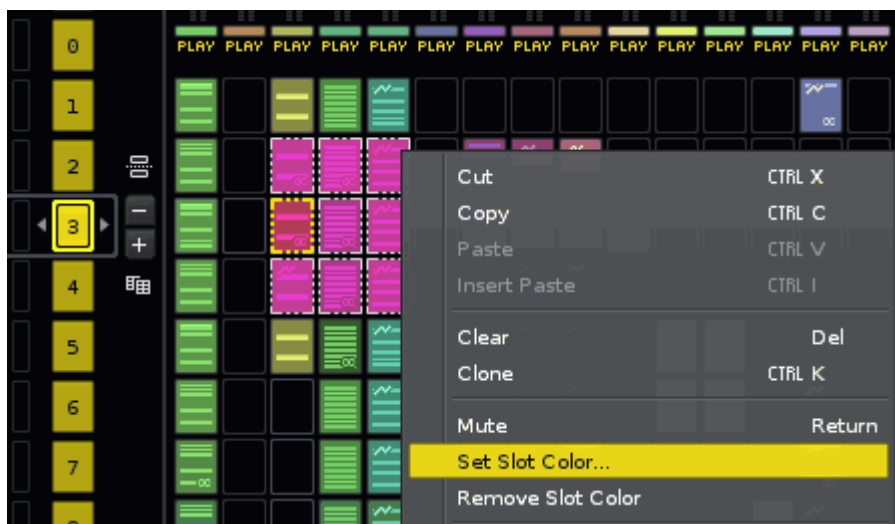 0 PLAY PLAY PLAY PLAY PLAY PLAY PLAY PLAY PLAY PLAY PLAY PLAY PLAY PLAY PLAY
1
2
Cut CTRL X
3
Copy CTRL C
Paste CTRL V
4
Insert Paste CTRL I
5
Clear Del
Clone CTRL K
6
Mute Return
7
Set Slot Color...
Remove Slot Color